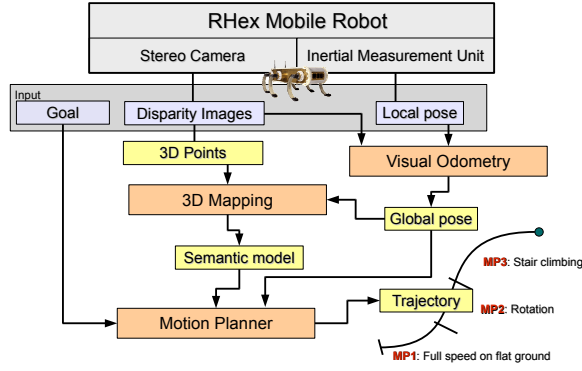 RHex Mobile Robot
Stereo Camera
Inertial Measurement Unit
Input
Goal
Disparity Images
Local pose
3D Points
Visual Odometry
3D Mapping
Global pose
Semantic model
MP3: Stair climbing
Trajectory
MP2: Rotation
Motion Planner
MP1: Full speed on flat ground